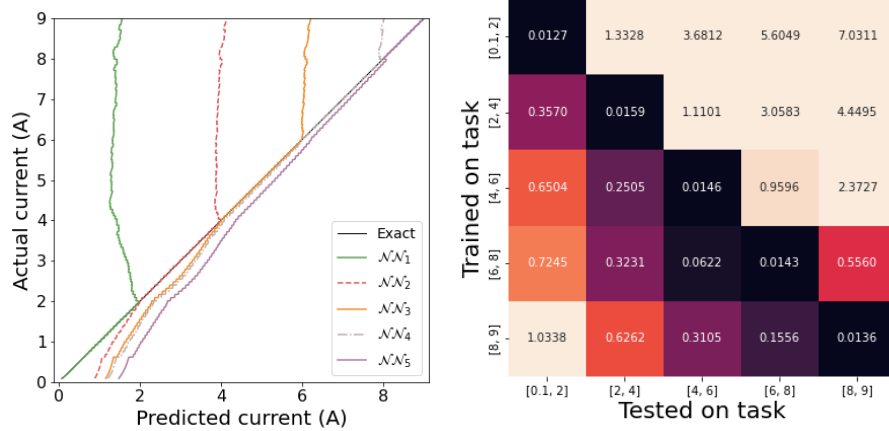 9
8
7
6
5
4
3
2
1
0
Actual current (A)
0 2 4 6 8
Predicted current (A)
Exact
𝒩𝒩1
𝒩𝒩2
𝒩𝒩3
𝒩𝒩4
𝒩𝒩5
Trained on task
[0.1, 2] 0.0127 1.3328 3.6812 5.6049 7.0311
[2, 4] 0.3570 0.0159 1.1101 3.0583 4.4495
[4, 6] 0.6504 0.2505 0.0146 0.9596 2.3727
[6, 8] 0.7245 0.3231 0.0622 0.0143 0.5560
[8, 9] 1.0338 0.6262 0.3105 0.1556 0.0136
[0.1, 2] [2, 4] [4, 6] [6, 8] [8, 9]
Tested on task